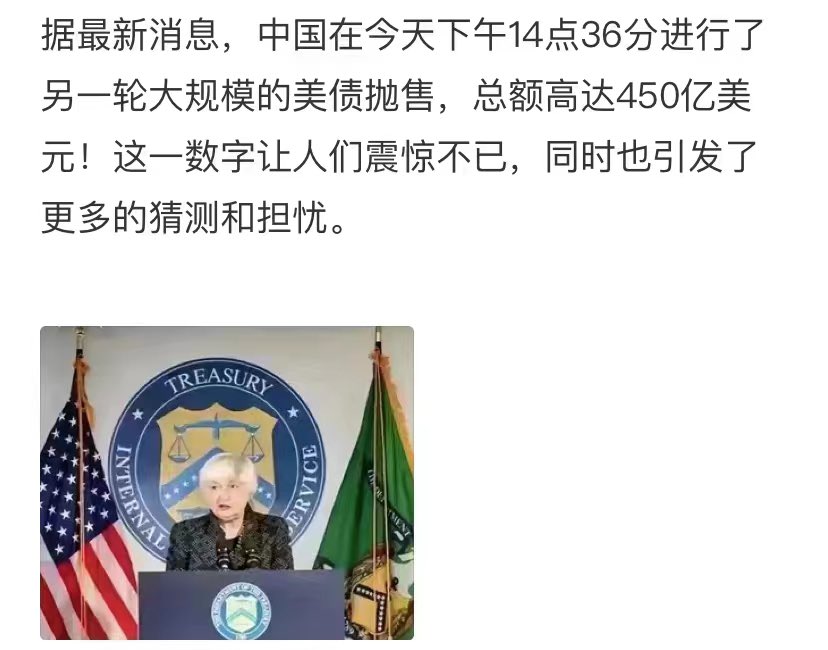 据最新消息，中国在今天下午14点36分进行了
另一轮大规模的美债抛售，总额高达450亿美
元！这一数字让人们震惊不已，同时也引发了
更多的猜测和担忧。
TREASURY
INTERNAL
SERVICE